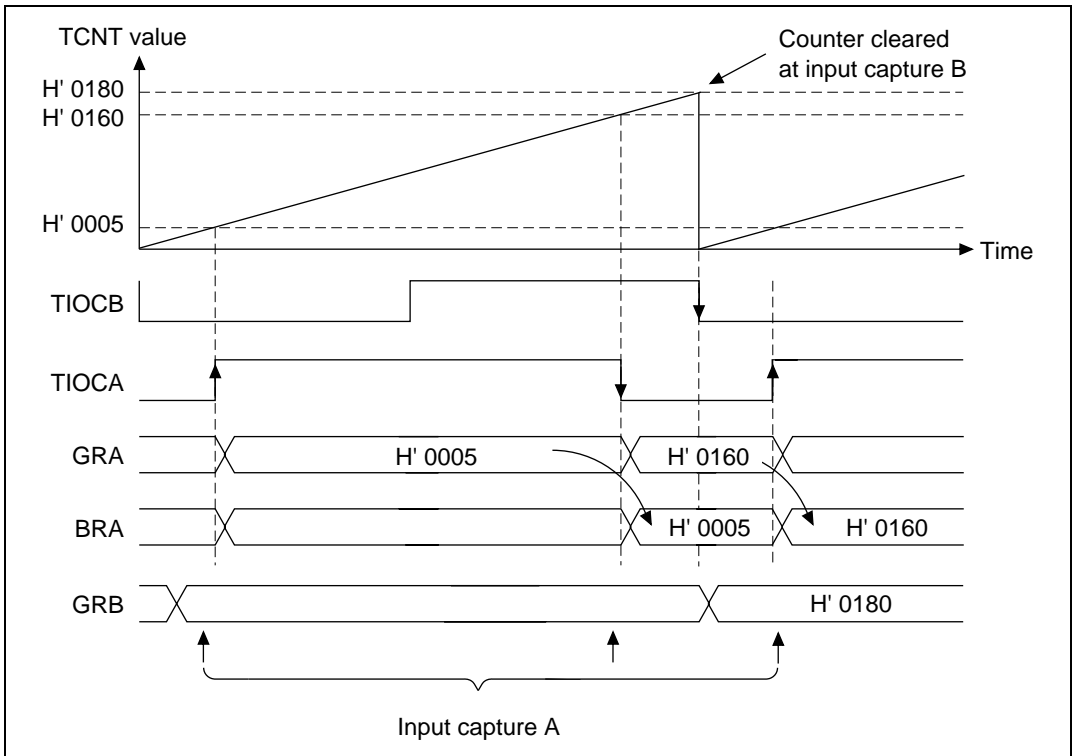 TCNT value
Counter cleared
at input capture B
H' 0180
H' 0160
H' 0005
Time
TIOCB
TIOCA
GRA
H' 0005
H' 0160
BRA
H' 0005
H' 0160
GRB
H' 0180
Input capture A